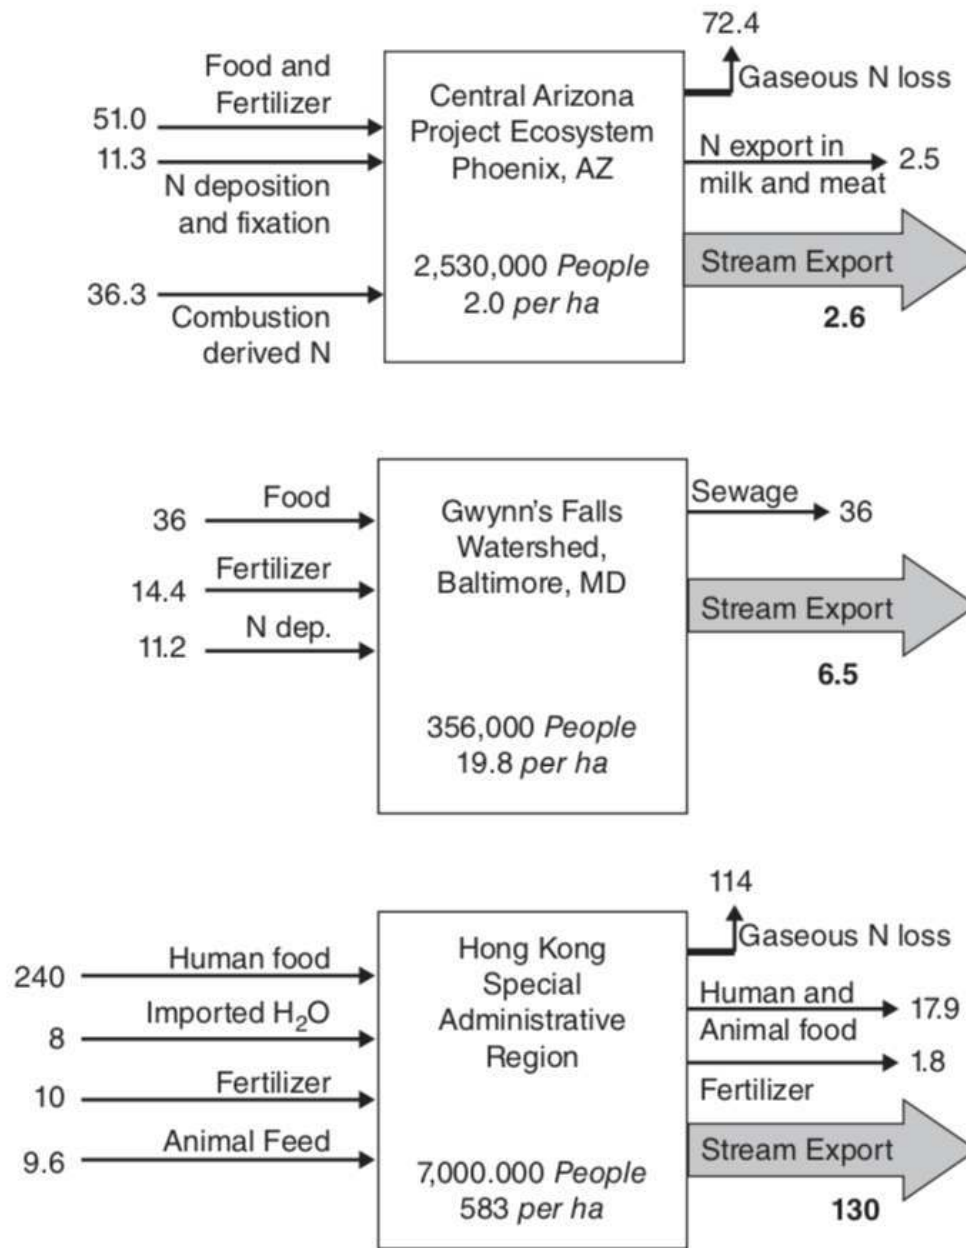 72.4
Food and
Fertilizer
Gaseous N loss
Central Arizona
Project Ecosystem
Phoenix, AZ
51.0
11.3
N deposition
and fixation
N export in
milk and meat
2.5
2,530,000 People
2.0 per ha
Stream Export
36.3
Combustion
derived N
2.6
Food
36
Fertilizer
14.4
N dep.
11.2
Gwynn's Falls
Watershed,
Baltimore, MD
356,000 People
19.8 per ha
Sewage
36
Stream Export
6.5
114
Gaseous N loss
Human food
240
Imported H₂O
8
Fertilizer
10
Animal Feed
9.6
Hong Kong
Special
Administrative
Region
7,000.000 People
583 per ha
Human and
Animal food
17.9
1.8
Fertilizer
Stream Export
130